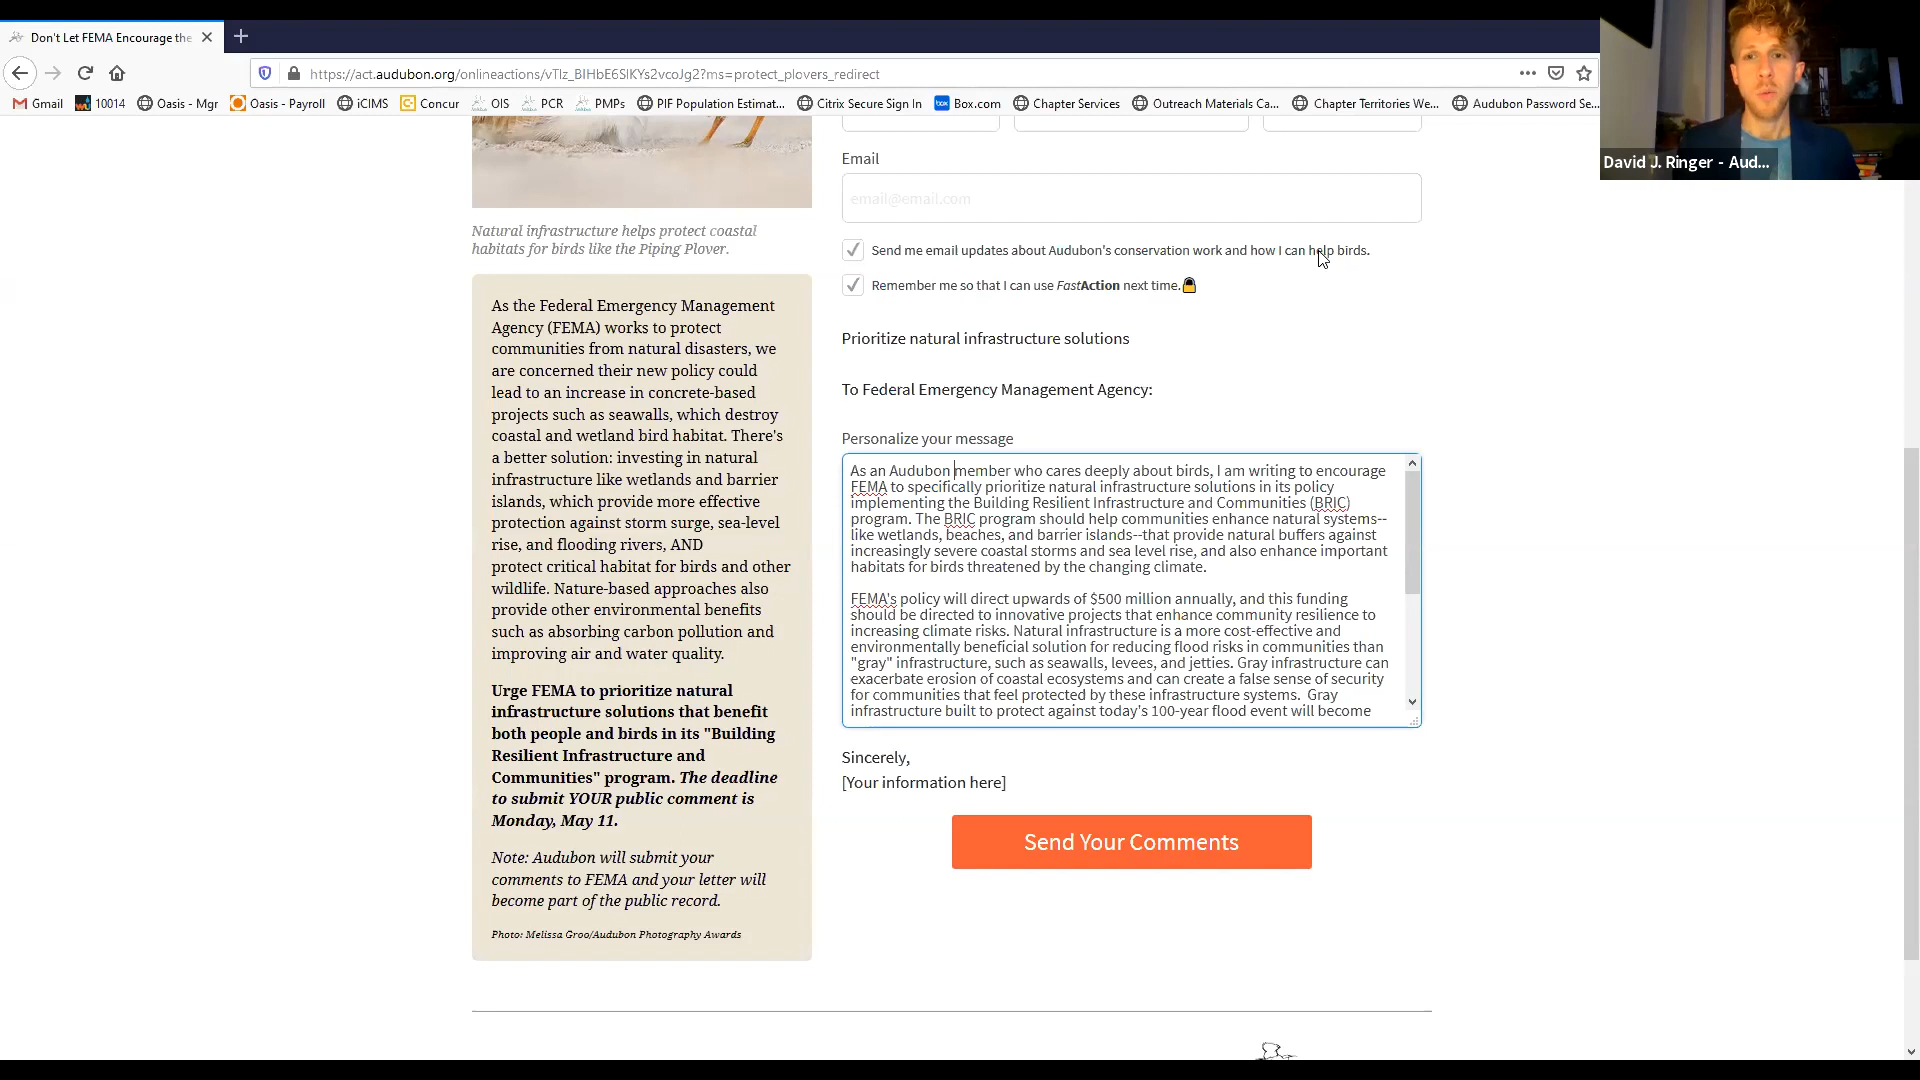 Don't Let FEMA Encourage the
https://act.audubon.org/onlineactions/vTlz_BIHbE6SlKYs2vcoJg2?ms=protect_plovers_redirect
Gmail 10014 Oasis - Mgr Oasis - Payroll iCIMS Concur OIS PCR PMPs PIF Population Estimat... Citrix Secure Sign In Box.com Chapter Services Outreach Materials Ca... Chapter Territories We... Audubon Password Se...
David J. Ringer - Aud...
Natural infrastructure helps protect coastal
habitats for birds like the Piping Plover.
As the Federal Emergency Management
Agency (FEMA) works to protect
communities from natural disasters, we
are concerned their new policy could
lead to an increase in concrete-based
projects such as seawalls, which destroy
coastal and wetland bird habitat. There's
a better solution: investing in natural
infrastructure like wetlands and barrier
islands, which provide more effective
protection against storm surge, sea-level
rise, and flooding rivers, AND
protect critical habitat for birds and other
wildlife. Nature-based approaches also
provide other environmental benefits
such as absorbing carbon pollution and
improving air and water quality.
Urge FEMA to prioritize natural
infrastructure solutions that benefit
both people and birds in its "Building
Resilient Infrastructure and
Communities" program. The deadline
to submit YOUR public comment is
Monday, May 11.
Note: Audubon will submit your
comments to FEMA and your letter will
become part of the public record.
Photo: Melissa Groo/Audubon Photography Awards
Email
email@email.com
Send me email updates about Audubon's conservation work and how I can help birds.
Remember me so that I can use FastAction next time.
Prioritize natural infrastructure solutions
To Federal Emergency Management Agency:
Personalize your message
As an Audubon member who cares deeply about birds, I am writing to encourage
FEMA to specifically prioritize natural infrastructure solutions in its policy
implementing the Building Resilient Infrastructure and Communities (BRIC)
program. The BRIC program should help communities enhance natural systems--
like wetlands, beaches, and barrier islands--that provide natural buffers against
increasingly severe coastal storms and sea level rise, and also enhance important
habitats for birds threatened by the changing climate.
FEMA's policy will direct upwards of $500 million annually, and this funding
should be directed to innovative projects that enhance community resilience to
increasing climate risks. Natural infrastructure is a more cost-effective and
environmentally beneficial solution for reducing flood risks in communities than
"gray" infrastructure, such as seawalls, levees, and jetties. Gray infrastructure can
exacerbate erosion of coastal ecosystems and can create a false sense of security
for communities that feel protected by these infrastructure systems.  Gray
infrastructure built to protect against today's 100-year flood event will become
Sincerely,
[Your information here]
Send Your Comments